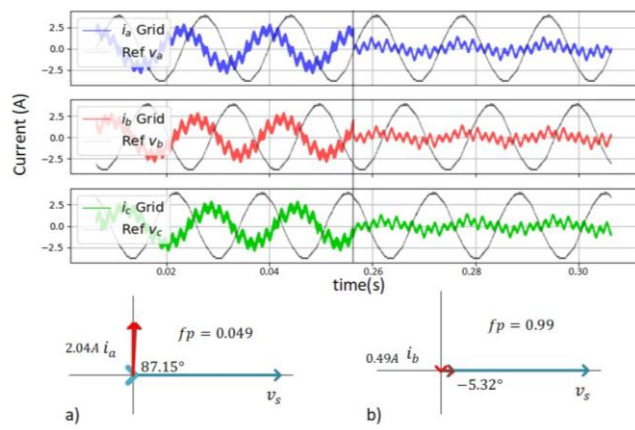 2.5
0.0
-2.5
i_a Grid
Ref v_a
Current (A)
2.5
0.0
−2.5
i_b Grid
Ref v_b
2.5
0.0
−2.5
i_c Grid
Ref v_c
0.02 0.04 0.26 0.28 0.30
time(s)
2.04A i_a
fp = 0.049
87.15°
v_s
a)
0.49A i_b
fp = 0.99
−5.32°
v_s
b)